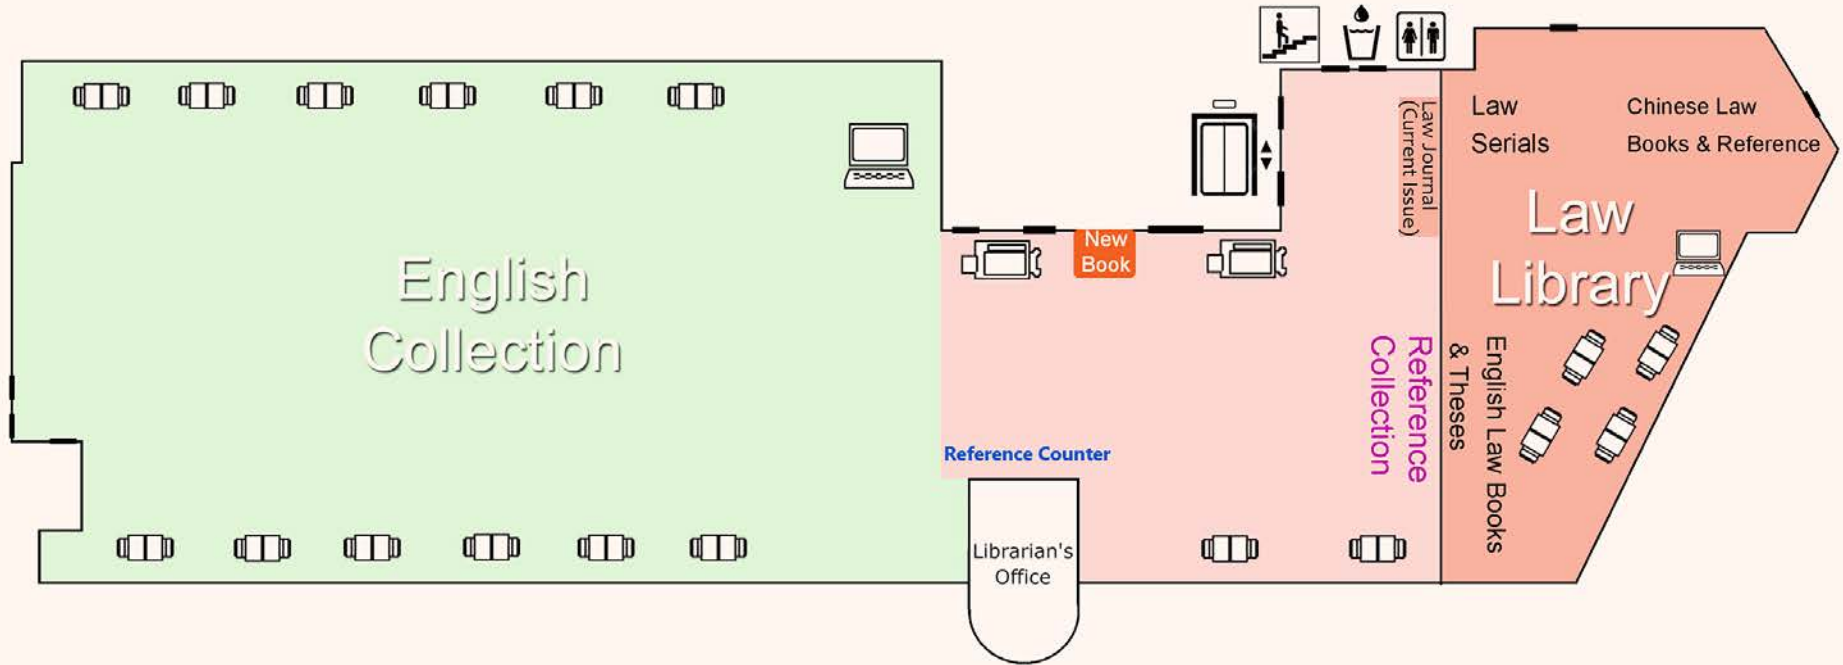 English
Collection
New
Book
Reference Counter
Librarian's
Office
Reference
Collection
Law Journal
(Current Issue)
Law
Serials
Chinese Law
Books & Reference
Law
Library
English Law Books
& Theses